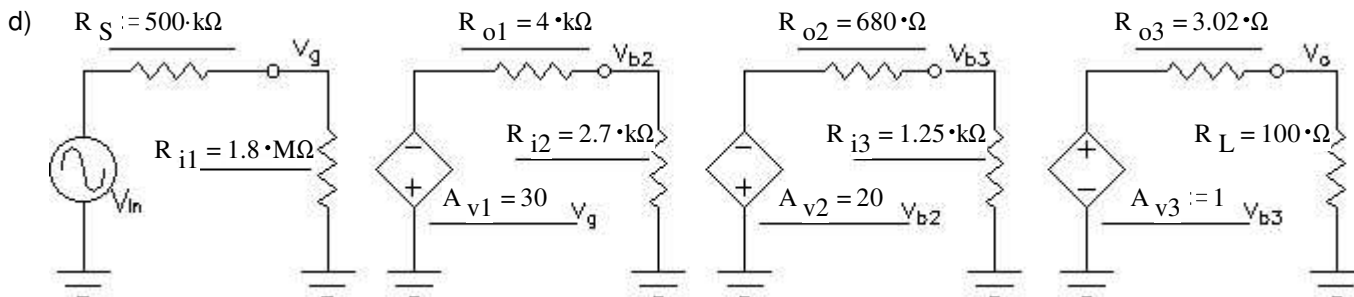 d) R S := 500·kΩ
R o1 = 4 •kΩ
R o2 = 680 •Ω
R o3 = 3.02 •Ω
Vg
Vb2
Vb3
Vo
R i1 = 1.8 •MΩ
R i2 = 2.7 •kΩ
R i3 = 1.25 •kΩ
R L = 100 •Ω
Vin
− +
A v1 = 30 Vg
− +
A v2 = 20 Vb2
+ −
A v3 := 1 Vb3